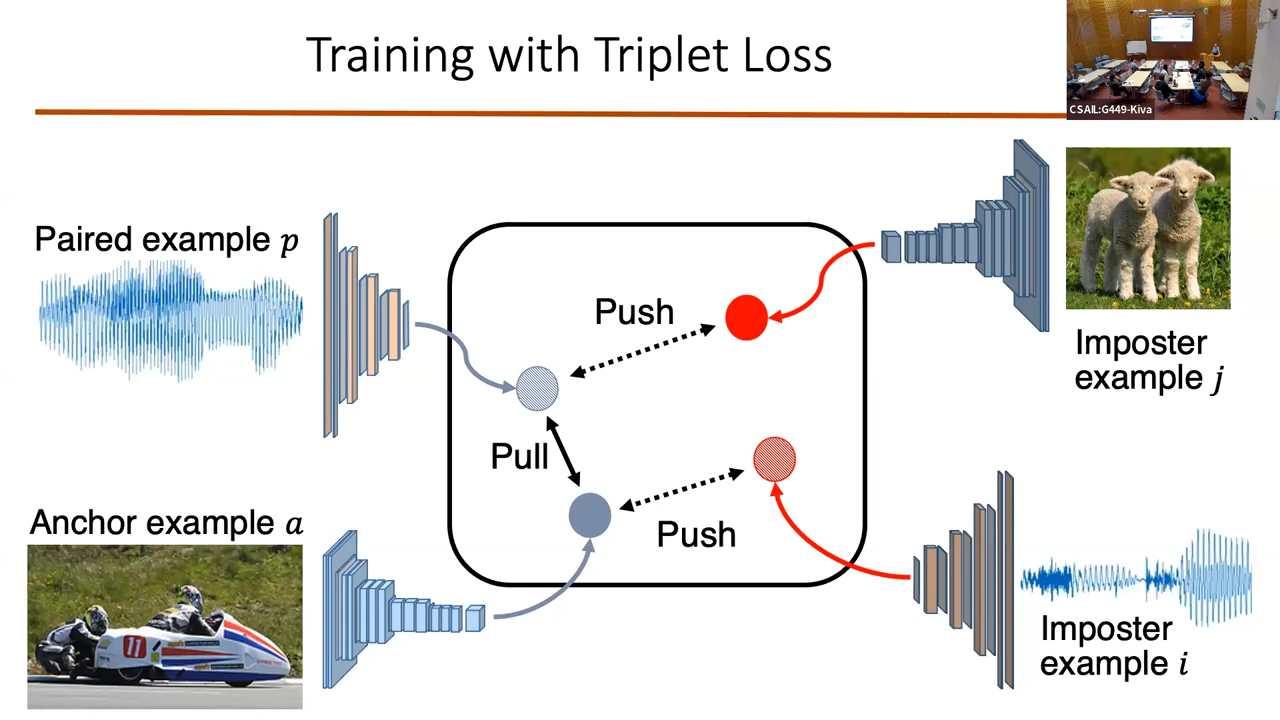 Training with Triplet Loss
CSAIL:G449-Kiva
Paired example p
Push
Imposter
example j
Pull
Anchor example a
11
Push
Imposter
example i